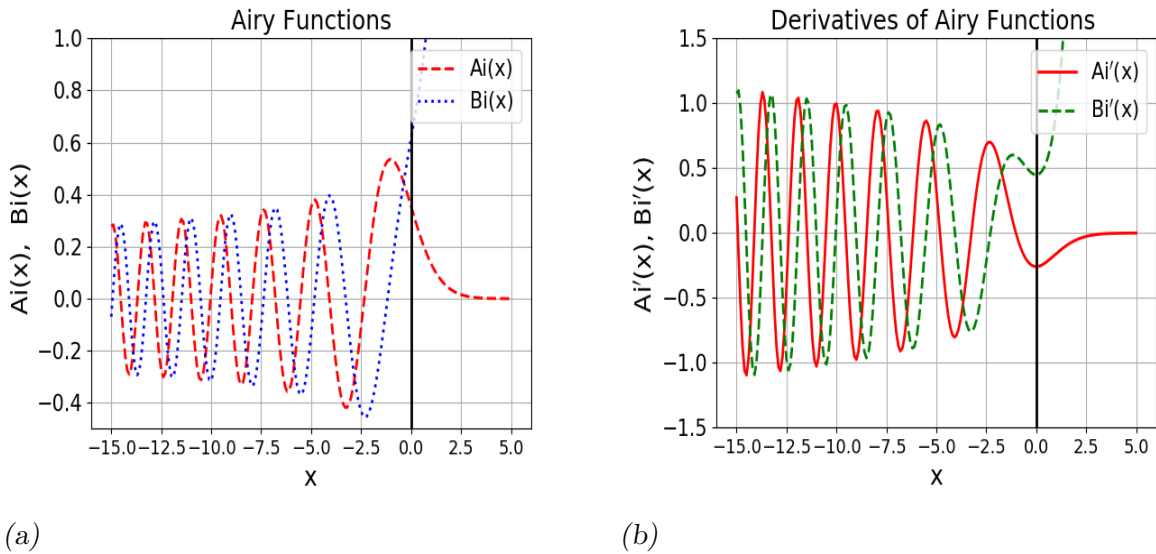 Airy Functions
Ai(x)
Bi(x)
1.0
0.8
0.6
0.4
0.2
0.0
−0.2
−0.4
Ai(x), Bi(x)
−15.0 −12.5 −10.0 −7.5 −5.0 −2.5 0.0 2.5 5.0
x
(a)
Derivatives of Airy Functions
Ai′(x)
Bi′(x)
1.5
1.0
0.5
0.0
−0.5
−1.0
−1.5
Ai′(x), Bi′(x)
−15.0 −12.5 −10.0 −7.5 −5.0 −2.5 0.0 2.5 5.0
x
(b)